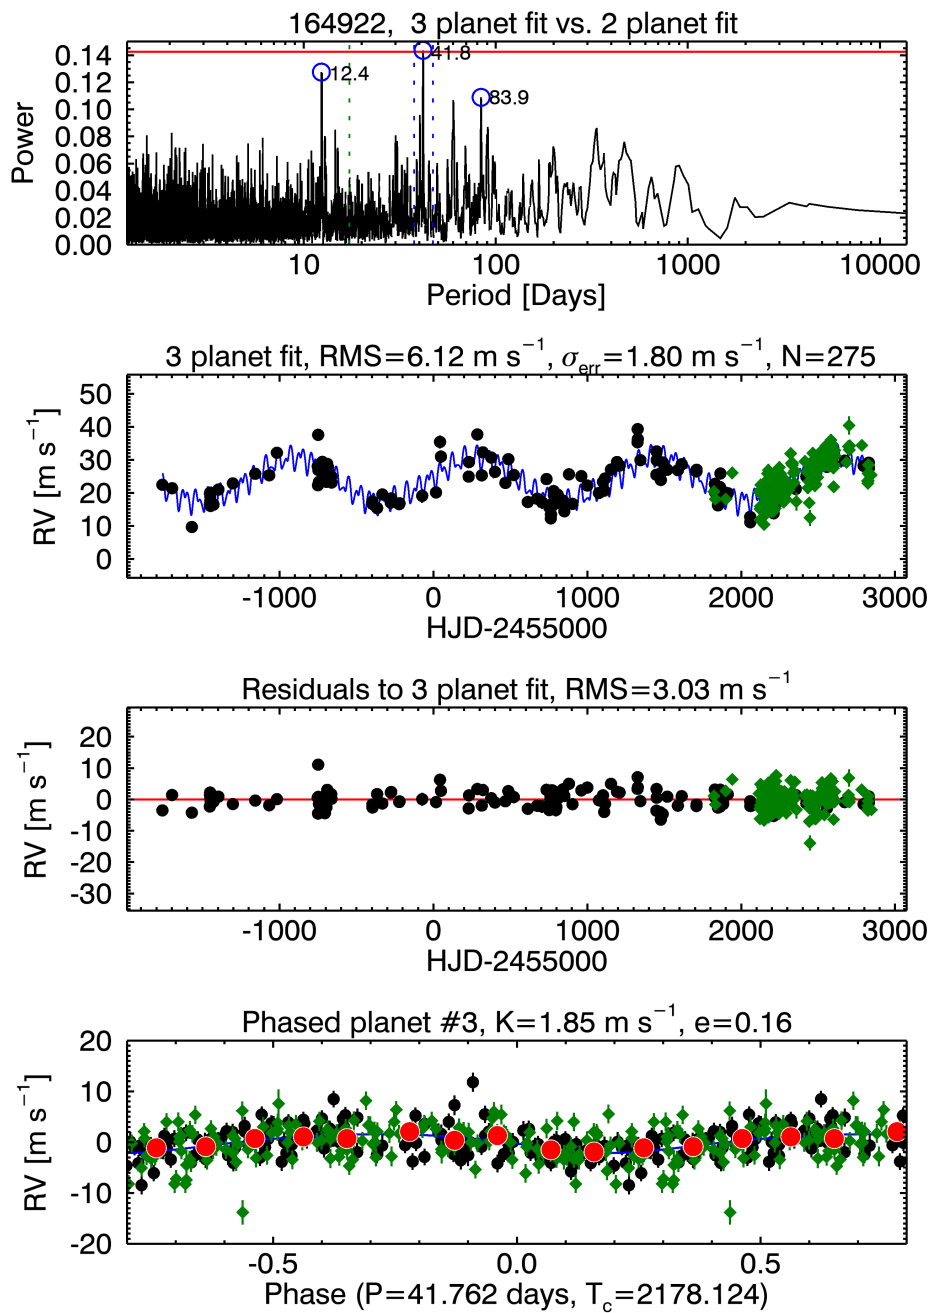 164922, 3 planet fit vs. 2 planet fit
0.14
0.12
0.10
0.08
0.06
0.04
0.02
0.00
Power
41.8
12.4
83.9
10 100 1000 10000
Period [Days]
3 planet fit, RMS=6.12 m s⁻¹, σerr=1.80 m s⁻¹, N=275
50
40
30
20
10
0
RV [m s⁻¹]
-1000 0 1000 2000 3000
HJD-2455000
Residuals to 3 planet fit, RMS=3.03 m s⁻¹
20
10
0
-10
-20
-30
RV [m s⁻¹]
-1000 0 1000 2000 3000
HJD-2455000
Phased planet #3, K=1.85 m s⁻¹, e=0.16
20
10
0
-10
-20
RV [m s⁻¹]
-0.5 0.0 0.5
Phase (P=41.762 days, Tc=2178.124)